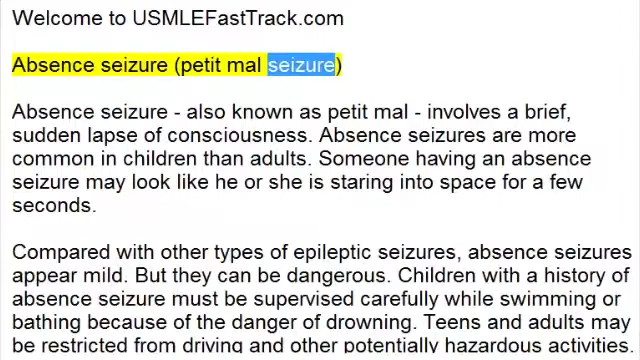 Welcome to USMLEFastTrack.com
Absence seizure (petit mal seizure)
Absence seizure - also known as petit mal - involves a brief,
sudden lapse of consciousness. Absence seizures are more
common in children than adults. Someone having an absence
seizure may look like he or she is staring into space for a few
seconds.
Compared with other types of epileptic seizures, absence seizures
appear mild. But they can be dangerous. Children with a history of
absence seizure must be supervised carefully while swimming or
bathing because of the danger of drowning. Teens and adults may
be restricted from driving and other potentially hazardous activities.